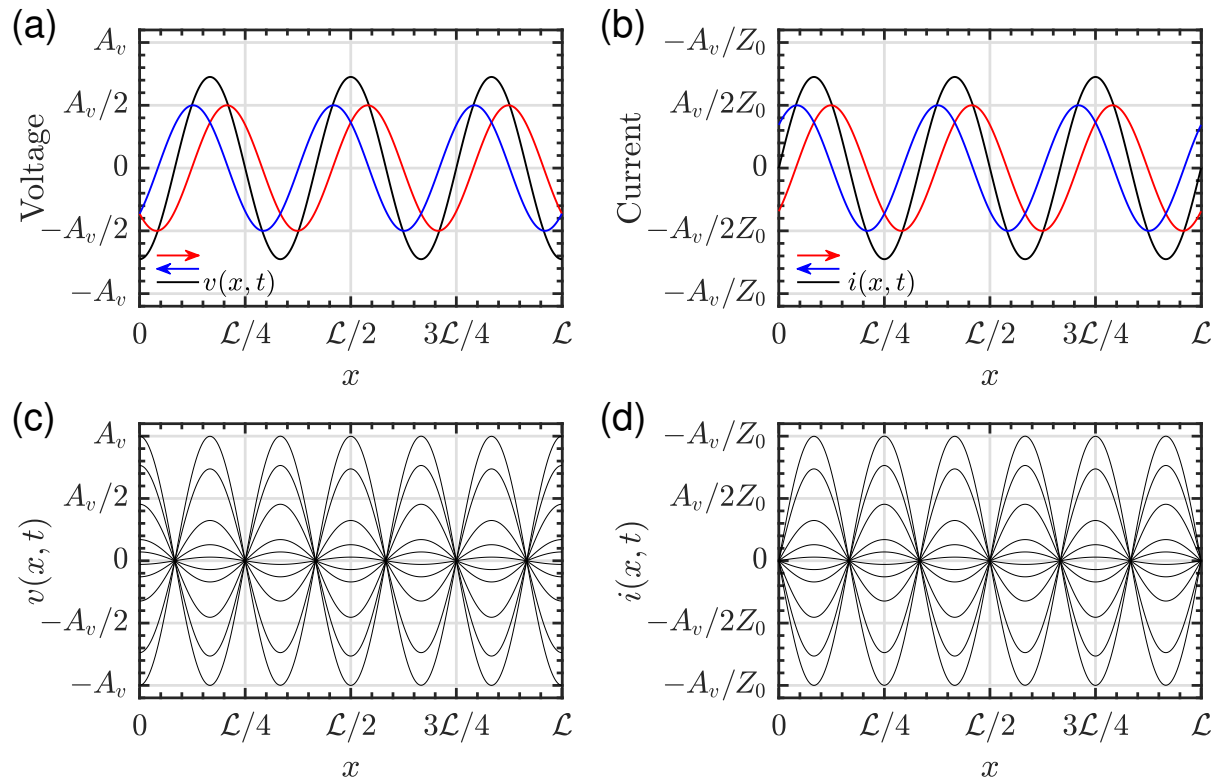 (a)
Voltage
A_v
A_v/2
0
−A_v/2
−A_v
v(x, t)
0 ℒ/4 ℒ/2 3ℒ/4 ℒ
x
(b)
Current
−A_v/Z_0
A_v/2Z_0
0
−A_v/2Z_0
−A_v/Z_0
i(x, t)
0 ℒ/4 ℒ/2 3ℒ/4 ℒ
x
(c)
v(x, t)
A_v
A_v/2
0
−A_v/2
−A_v
0 ℒ/4 ℒ/2 3ℒ/4 ℒ
x
(d)
i(x, t)
−A_v/Z_0
A_v/2Z_0
0
−A_v/2Z_0
−A_v/Z_0
0 ℒ/4 ℒ/2 3ℒ/4 ℒ
x